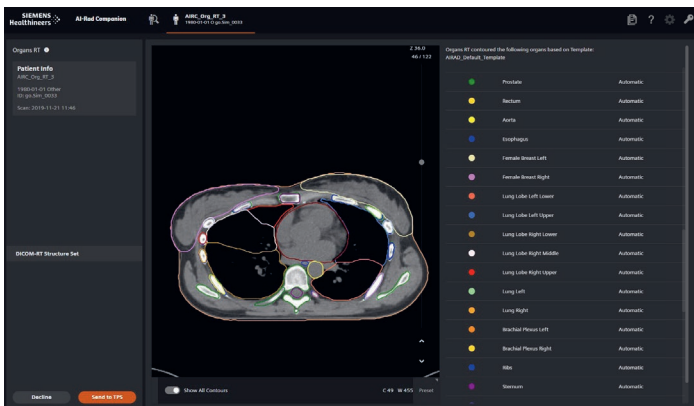 SIEMENS
Healthineers
AI-Rad Companion
AIRC_Org_RT_3
1980-01-01 O go.Sim_0033
?
Organs RT
Patient Info
AIRC_Org_RT_3
1980-01-01 Other
ID: go.Sim_0033
Scan: 2019-11-21 11:46
DICOM-RT Structure Set
Decline
Send to TPS
Z 36.0
46 / 122
Show All Contours
C 49 W 455 Preset
Organs RT contoured the following organs based on Template:
AIRAD_Default_Template
Prostate Automatic
Rectum Automatic
Aorta Automatic
Esophagus Automatic
Female Breast Left Automatic
Female Breast Right Automatic
Lung Lobe Left Lower Automatic
Lung Lobe Left Upper Automatic
Lung Lobe Right Lower Automatic
Lung Lobe Right Middle Automatic
Lung Lobe Right Upper Automatic
Lung Left Automatic
Lung Right Automatic
Brachial Plexus Left Automatic
Brachial Plexus Right Automatic
Ribs Automatic
Sternum Automatic